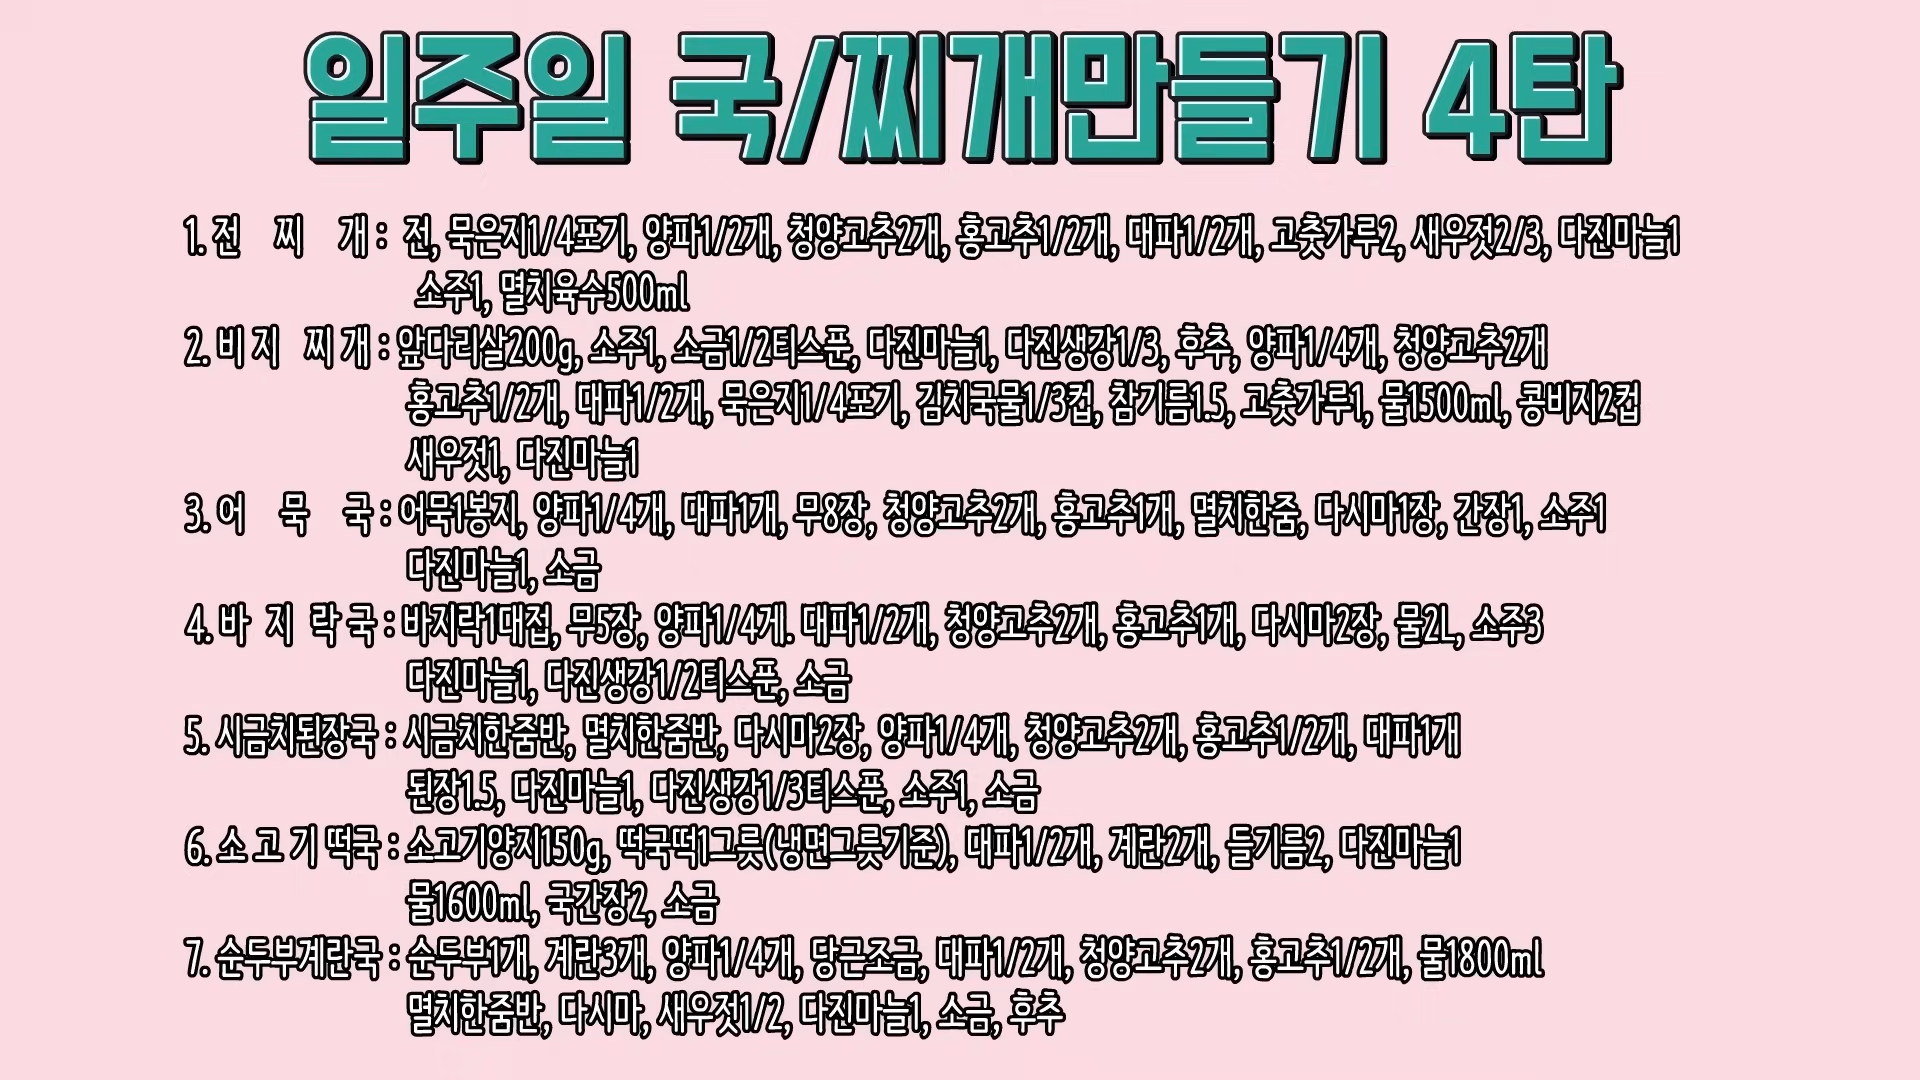 일주일 국/찌개만들기 4탄
1. 전 찌 개 : 전, 묵은지1/4포기, 양파1/2개, 청양고추2개, 홍고추1/2개, 대파1/2개, 고춧가루2, 새우젓2/3, 다진마늘1
소주1, 멸치육수500ml
2. 비 지 찌 개 : 앞다리살200g, 소주1, 소금1/2티스푼, 다진마늘1, 다진생강1/3, 후추, 양파1/4개, 청양고추2개
홍고추1/2개, 대파1/2개, 묵은지1/4포기, 김치국물1/3컵, 참기름1.5, 고춧가루1, 물1500ml, 콩비지2컵
새우젓1, 다진마늘1
3. 어 묵 국 : 어묵1봉지, 양파1/4개, 대파1개, 무8장, 청양고추2개, 홍고추1개, 멸치한줌, 다시마1장, 간장1, 소주1
다진마늘1, 소금
4. 바 지 락 국 : 바지락1대접, 무5장, 양파1/4게. 대파1/2개, 청양고추2개, 홍고추1개, 다시마2장, 물2L, 소주3
다진마늘1, 다진생강1/2티스푼, 소금
5. 시금치된장국 : 시금치한줌반, 멸치한줌반, 다시마2장, 양파1/4개, 청양고추2개, 홍고추1/2개, 대파1개
된장1.5, 다진마늘1, 다진생강1/3티스푼, 소주1, 소금
6. 소 고 기 떡국 : 소고기양지150g, 떡국떡1그릇(냉면그릇기준), 대파1/2개, 계란2개, 들기름2, 다진마늘1
물1600ml, 국간장2, 소금
7. 순두부계란국 : 순두부1개, 계란3개, 양파1/4개, 당근조금, 대파1/2개, 청양고추2개, 홍고추1/2개, 물1800ml
멸치한줌반, 다시마, 새우젓1/2, 다진마늘1, 소금, 후추